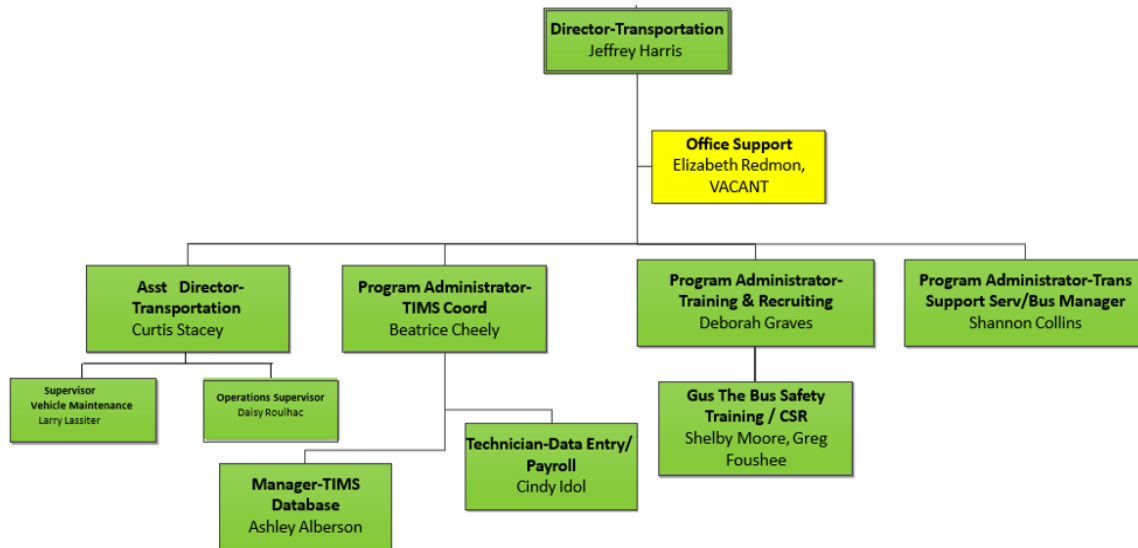 Director-Transportation
Jeffrey Harris
Office Support
Elizabeth Redmon,
VACANT
Asst Director-
Transportation
Curtis Stacey
Program Administrator-
TIMS Coord
Beatrice Cheely
Program Administrator-
Training & Recruiting
Deborah Graves
Program Administrator-Trans
Support Serv/Bus Manager
Shannon Collins
Supervisor
Vehicle Maintenance
Larry Lassiter
Operations Supervisor
Daisy Roulhac
Gus The Bus Safety
Training / CSR
Shelby Moore, Greg
Foushee
Technician-Data Entry/
Payroll
Cindy Idol
Manager-TIMS
Database
Ashley Alberson